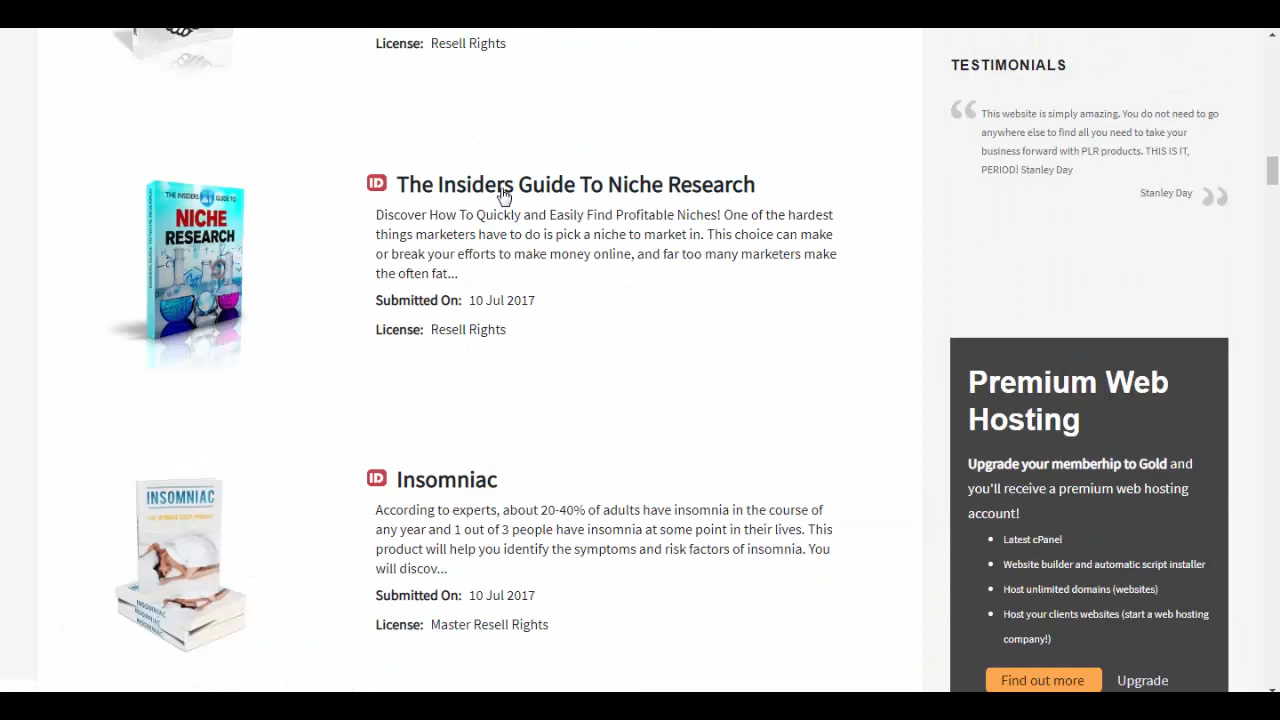 License: Resell Rights
ID The Insiders Guide To Niche Research
Discover How To Quickly and Easily Find Profitable Niches! One of the hardest
things marketers have to do is pick a niche to market in. This choice can make
or break your efforts to make money online, and far too many marketers make
the often fat...
Submitted On: 10 Jul 2017
License: Resell Rights
THE INSIDERS GUIDE TO
NICHE
RESEARCH
ID Insomniac
According to experts, about 20-40% of adults have insomnia in the course of
any year and 1 out of 3 people have insomnia at some point in their lives. This
product will help you identify the symptoms and risk factors of insomnia. You
will discov...
Submitted On: 10 Jul 2017
License: Master Resell Rights
INSOMNIAC
INSOMNIAC
TESTIMONIALS
“ This website is simply amazing. You do not need to go
anywhere else to find all you need to take your
business forward with PLR products. THIS IS IT,
PERIOD! Stanley Day
Stanley Day ”
Premium Web
Hosting
Upgrade your memberhip to Gold and
you'll receive a premium web hosting
account!
• Latest cPanel
• Website builder and automatic script installer
• Host unlimited domains (websites)
• Host your clients websites (start a web hosting
company!)
Find out more Upgrade